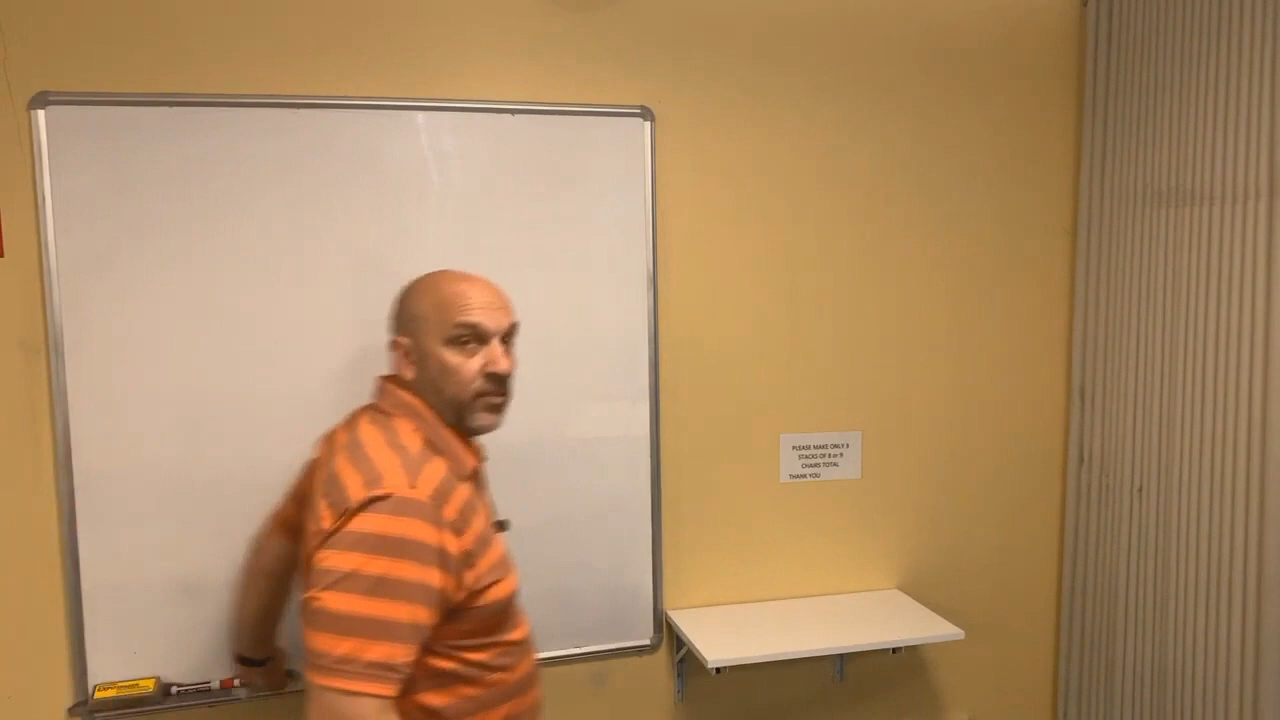 PLEASE MAKE ONLY 3
STACKS OF 8 or 9
CHAIRS TOTAL
THANK YOU